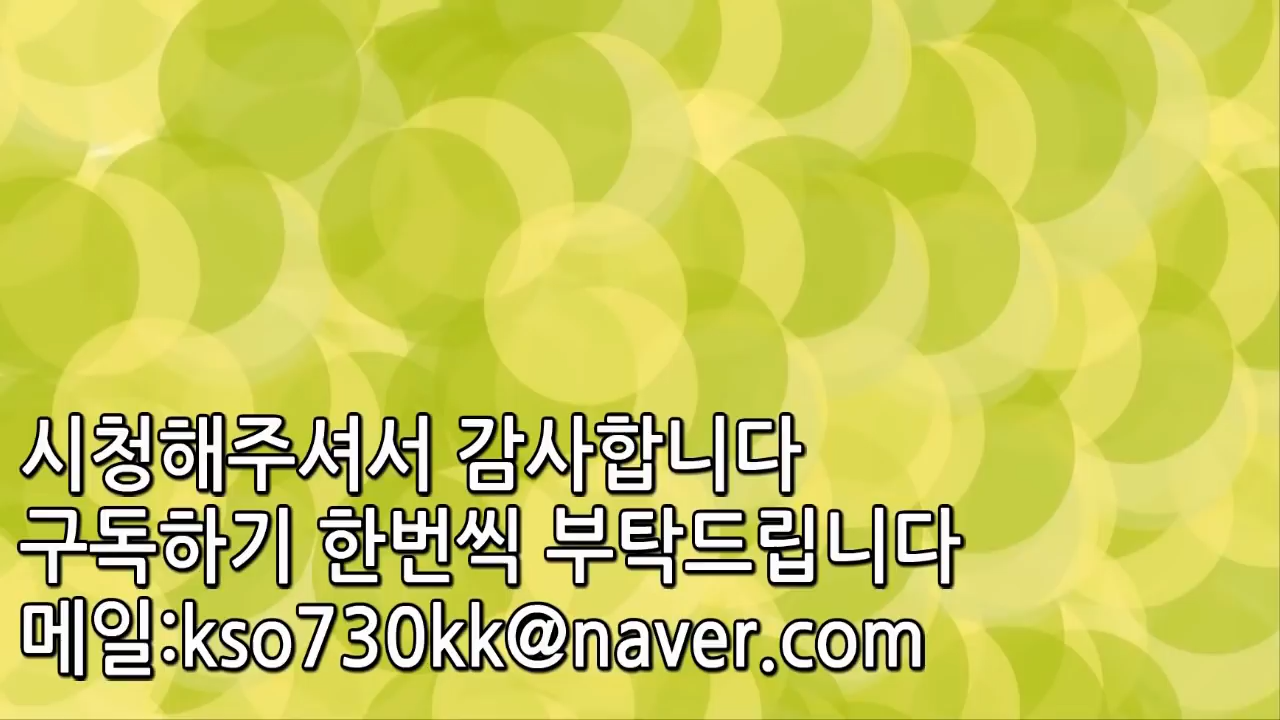 시청해주셔서 감사합니다
구독하기 한번씩 부탁드립니다
메일:kso730kk@naver.com